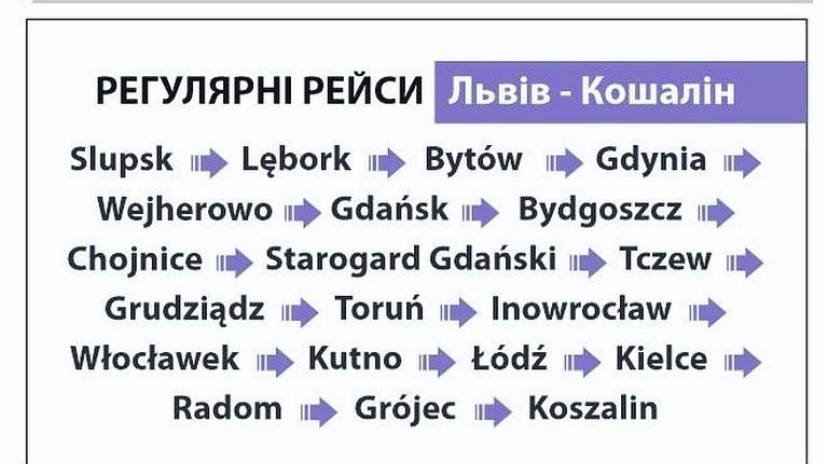 РЕГУЛЯРНІ РЕЙСИ Львів - Кошалін
Slupsk Lębork Bytów Gdynia
Wejherowo Gdańsk Bydgoszcz
Chojnice Starogard Gdański Tczew
Grudziądz Toruń Inowrocław
Włocławek Kutno Łódź Kielce
Radom Grójec Koszalin